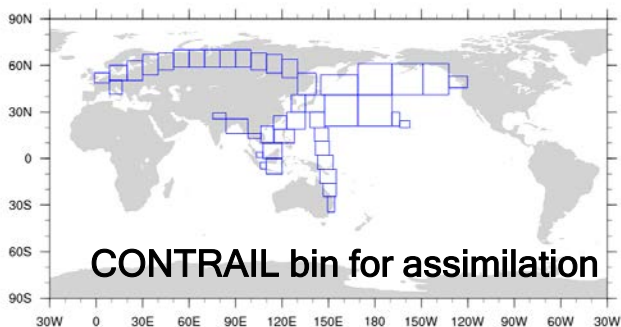 90N
60N
30N
0
30S
60S
CONTRAIL bin for assimilation
90S
30W 0 30E 60E 90E 120E 150E 180 150W 120W 90W 60W 30W